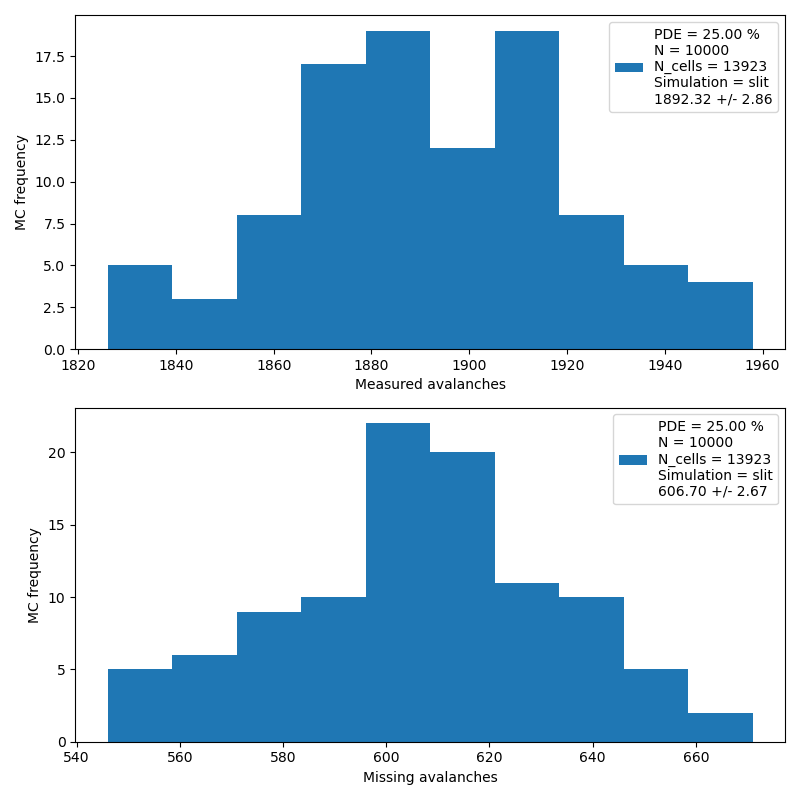 PDE = 25.00 %
N = 10000
N_cells = 13923
Simulation = slit
1892.32 +/- 2.86
MC frequency
17.5
15.0
12.5
10.0
7.5
5.0
2.5
0.0
1820 1840 1860 1880 1900 1920 1940 1960
Measured avalanches
PDE = 25.00 %
N = 10000
N_cells = 13923
Simulation = slit
606.70 +/- 2.67
MC frequency
20
15
10
5
0
540 560 580 600 620 640 660
Missing avalanches